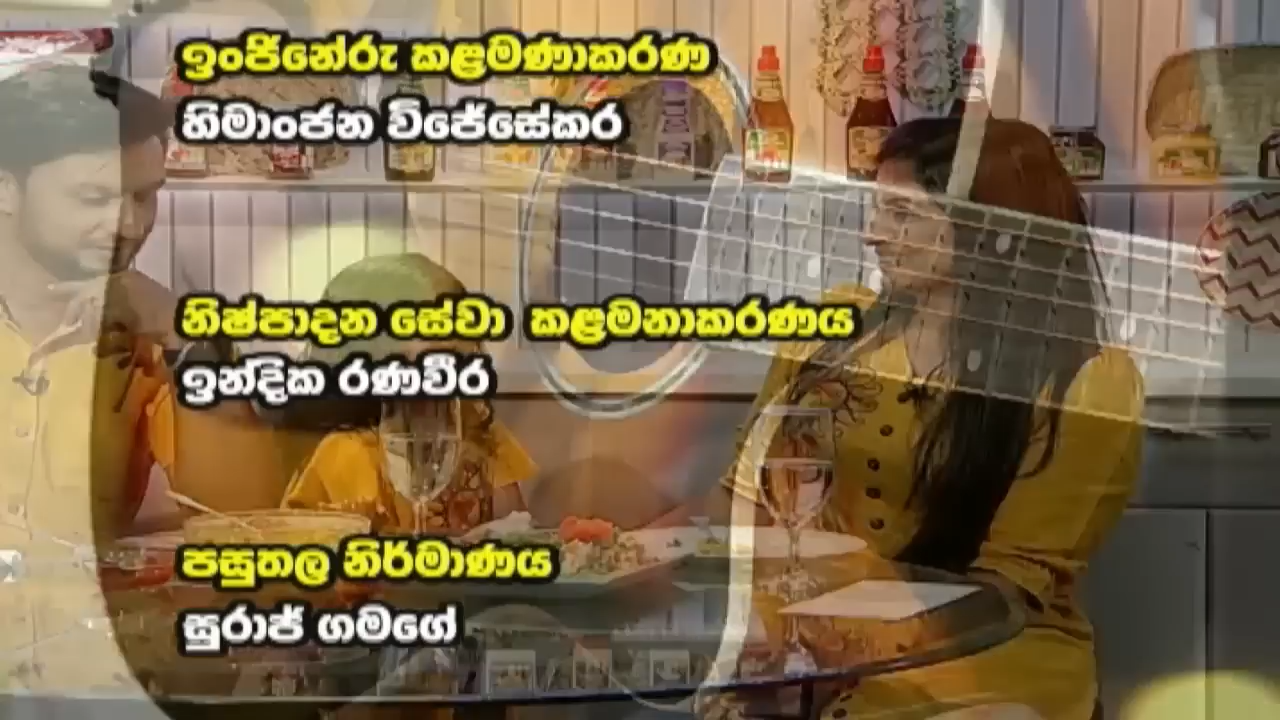 ඉංජිනේරු කළමණාකරණ
හිමාංජන විජේසේකර
නිෂ්පාදන සේවා කළමනාකරණය
ඉන්දික රණවීර
පසුතල නිර්මාණය
සුරාජ් ගමගේ